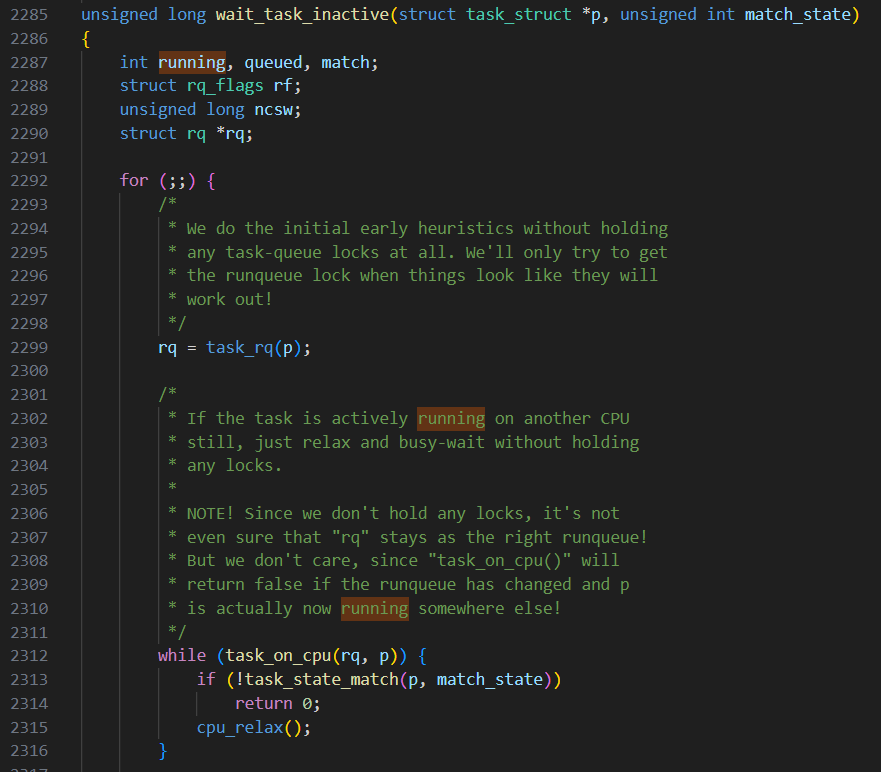 2285 unsigned long wait_task_inactive(struct task_struct *p, unsigned int match_state)
2286 {
2287     int running, queued, match;
2288     struct rq_flags rf;
2289     unsigned long ncsw;
2290     struct rq *rq;
2291
2292     for (;;) {
2293         /*
2294          * We do the initial early heuristics without holding
2295          * any task-queue locks at all. We'll only try to get
2296          * the runqueue lock when things look like they will
2297          * work out!
2298          */
2299         rq = task_rq(p);
2300
2301         /*
2302          * If the task is actively running on another CPU
2303          * still, just relax and busy-wait without holding
2304          * any locks.
2305          *
2306          * NOTE! Since we don't hold any locks, it's not
2307          * even sure that "rq" stays as the right runqueue!
2308          * But we don't care, since "task_on_cpu()" will
2309          * return false if the runqueue has changed and p
2310          * is actually now running somewhere else!
2311          */
2312         while (task_on_cpu(rq, p)) {
2313             if (!task_state_match(p, match_state))
2314                 return 0;
2315             cpu_relax();
2316         }
2317